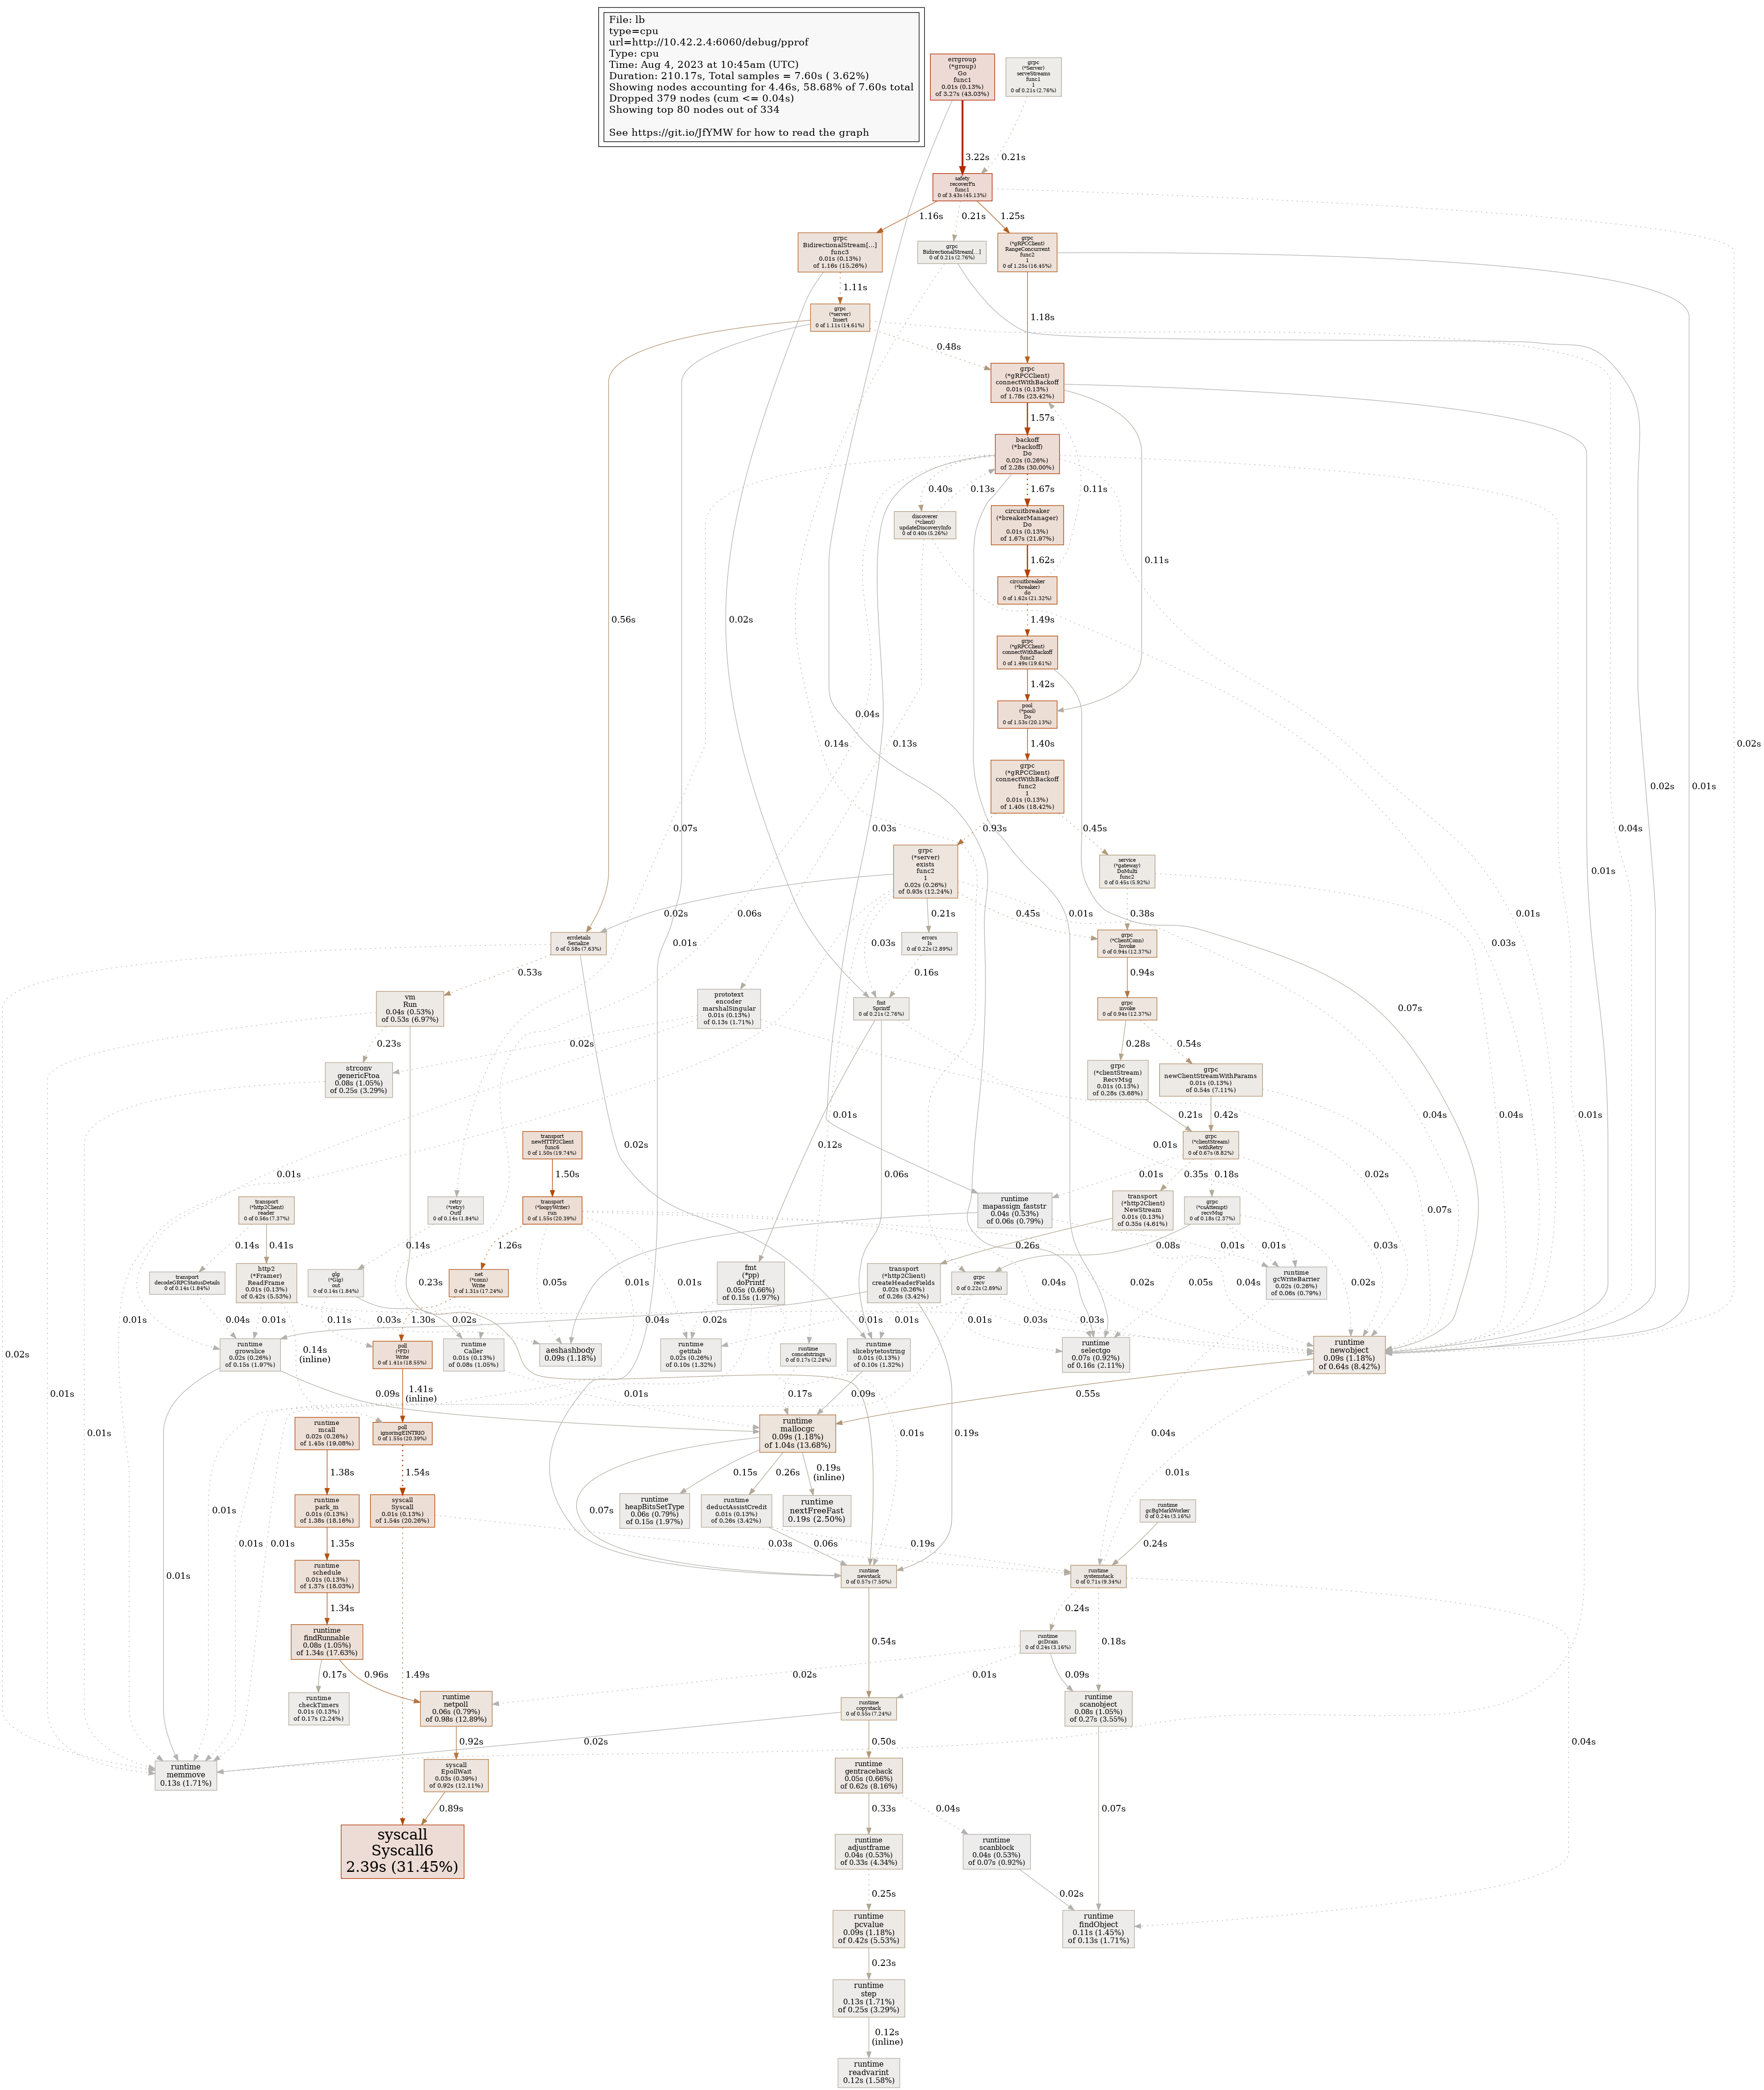 File: lb
type=cpu
url=http://10.42.2.4:6060/debug/pprof
Type: cpu
Time: Aug 4, 2023 at 10:45am (UTC)
Duration: 210.17s, Total samples = 7.60s ( 3.62%)
Showing nodes accounting for 4.46s, 58.68% of 7.60s total
Dropped 379 nodes (cum <= 0.04s)
Showing top 80 nodes out of 334
See https://git.io/JfYMW for how to read the graph
errgroup
(*group)
Go
func1
0.01s (0.13%)
of 3.27s (43.03%)
grpc
(*Server)
serveStreams
func1
1
0 of 0.21s (2.76%)
3.22s
0.21s
safety
recoverFn
func1
0 of 3.43s (45.13%)
1.16s
0.21s
1.25s
grpc
BidirectionalStream[...]
func3
0.01s (0.13%)
of 1.16s (15.26%)
grpc
BidirectionalStream[...]
0 of 0.21s (2.76%)
grpc
(*gRPCClient)
RangeConcurrent
func2
1
0 of 1.25s (16.45%)
1.11s
1.18s
grpc
(*server)
Insert
0 of 1.11s (14.61%)
0.48s
grpc
(*gRPCClient)
connectWithBackoff
0.01s (0.13%)
of 1.78s (23.42%)
1.57s
backoff
(*backoff)
Do
0.02s (0.26%)
of 2.28s (30.00%)
0.40s
0.13s
1.67s
0.11s
discoverer
(*client)
updateDiscoveryInfo
0 of 0.40s (5.26%)
circuitbreaker
(*breakerManager)
Do
0.01s (0.13%)
of 1.67s (21.97%)
1.62s
0.11s
circuitbreaker
(*breaker)
do
0 of 1.62s (21.32%)
0.56s
0.02s
1.49s
grpc
(*gRPCClient)
connectWithBackoff
func2
0 of 1.49s (19.61%)
1.42s
pool
(*pool)
Do
0 of 1.53s (20.13%)
0.04s
0.14s
0.13s
1.40s
0.02s
0.02s
0.01s
grpc
(*gRPCClient)
connectWithBackoff
func2
1
0.01s (0.13%)
of 1.40s (18.42%)
0.07s
0.03s
0.93s
0.45s
0.04s
grpc
(*server)
exists
func2
1
0.02s (0.26%)
of 0.93s (12.24%)
service
(*gateway)
DoMulti
func2
0 of 0.45s (5.92%)
0.01s
0.02s
0.06s
0.01s
0.03s
0.21s
0.45s
0.01s
0.38s
0.03s
0.01s
errdetails
Serialize
0 of 0.58s (7.63%)
errors
Is
0 of 0.22s (2.89%)
grpc
(*ClientConn)
Invoke
0 of 0.94s (12.37%)
0.53s
0.16s
0.94s
vm
Run
0.04s (0.53%)
of 0.53s (6.97%)
prototext
encoder
marshalSingular
0.01s (0.13%)
of 0.13s (1.71%)
fmt
Sprintf
0 of 0.21s (2.76%)
grpc
invoke
0 of 0.94s (12.37%)
0.07s
0.23s
0.02s
0.28s
0.54s
strconv
genericFtoa
0.08s (1.05%)
of 0.25s (3.29%)
grpc
(*clientStream)
RecvMsg
0.01s (0.13%)
of 0.28s (3.68%)
grpc
newClientStreamWithParams
0.01s (0.13%)
of 0.54s (7.11%)
0.21s
0.42s
transport
newHTTP2Client
func6
0 of 1.50s (19.74%)
0.02s
0.12s
0.01s
0.01s
grpc
(*clientStream)
withRetry
0 of 0.67s (8.82%)
0.04s
0.04s
0.01s
0.02s
0.01s
1.50s
0.06s
0.01s
0.35s
0.18s
0.07s
transport
(*http2Client)
reader
0 of 0.56s (7.37%)
retry
(*retry)
Outf
0 of 0.14s (1.84%)
transport
(*loopyWriter)
run
0 of 1.55s (20.39%)
runtime
mapassign_faststr
0.04s (0.53%)
of 0.06s (0.79%)
transport
(*http2Client)
NewStream
0.01s (0.13%)
of 0.35s (4.61%)
grpc
(*csAttempt)
recvMsg
0 of 0.18s (2.37%)
0.14s
0.41s
0.14s
1.26s
0.26s
0.08s
0.01s
0.01s
0.03s
transport
decodeGRPCStatusDetails
0 of 0.14s (1.84%)
http2
(*Framer)
ReadFrame
0.01s (0.13%)
of 0.42s (5.53%)
glg
(*Glg)
out
0 of 0.14s (1.84%)
0.23s
net
(*conn)
Write
0 of 1.31s (17.24%)
0.05s
0.01s
0.01s
fmt
(*pp)
doPrintf
0.05s (0.66%)
of 0.15s (1.97%)
transport
(*http2Client)
createHeaderFields
0.02s (0.26%)
of 0.26s (3.42%)
grpc
recv
0 of 0.22s (2.89%)
0.04s
0.02s
0.05s
0.04s
runtime
gcWriteBarrier
0.02s (0.26%)
of 0.06s (0.79%)
0.02s
0.04s
0.01s
0.11s
0.03s
1.30s
0.02s
0.04s
0.02s
0.01s
0.01s
0.01s
0.03s
0.03s
0.01s
0.02s
0.01s
0.01s
runtime
growslice
0.02s (0.26%)
of 0.15s (1.97%)
0.14s
(inline)
poll
(*FD)
Write
0 of 1.41s (18.55%)
runtime
Caller
0.01s (0.13%)
of 0.08s (1.05%)
aeshashbody
0.09s (1.18%)
runtime
getitab
0.02s (0.26%)
of 0.10s (1.32%)
runtime
concatstrings
0 of 0.17s (2.24%)
runtime
slicebytetostring
0.01s (0.13%)
of 0.10s (1.32%)
runtime
selectgo
0.07s (0.92%)
of 0.16s (2.11%)
runtime
newobject
0.09s (1.18%)
of 0.64s (8.42%)
0.09s
1.41s
(inline)
0.01s
0.17s
0.09s
0.55s
runtime
mcall
0.02s (0.26%)
of 1.45s (19.08%)
poll
ignoringEINTRIO
0 of 1.55s (20.39%)
runtime
mallocgc
0.09s (1.18%)
of 1.04s (13.68%)
0.01s
0.19s
0.04s
1.38s
1.54s
0.15s
0.26s
0.19s
(inline)
0.01s
runtime
park_m
0.01s (0.13%)
of 1.38s (18.16%)
syscall
Syscall
0.01s (0.13%)
of 1.54s (20.26%)
0.07s
runtime
heapBitsSetType
0.06s (0.79%)
of 0.15s (1.97%)
runtime
deductAssistCredit
0.01s (0.13%)
of 0.26s (3.42%)
runtime
nextFreeFast
0.19s (2.50%)
runtime
gcBgMarkWorker
0 of 0.24s (3.16%)
0.01s
0.01s
0.01s
1.35s
0.03s
0.06s
0.19s
0.24s
0.01s
runtime
schedule
0.01s (0.13%)
of 1.37s (18.03%)
runtime
newstack
0 of 0.57s (7.50%)
runtime
systemstack
0 of 0.71s (9.34%)
1.34s
0.24s
runtime
findRunnable
0.08s (1.05%)
of 1.34s (17.63%)
0.54s
runtime
gcDrain
0 of 0.24s (3.16%)
0.18s
0.17s
0.96s
1.49s
0.02s
0.01s
0.09s
runtime
checkTimers
0.01s (0.13%)
of 0.17s (2.24%)
runtime
netpoll
0.06s (0.79%)
of 0.98s (12.89%)
runtime
copystack
0 of 0.55s (7.24%)
runtime
scanobject
0.08s (1.05%)
of 0.27s (3.55%)
0.92s
0.02s
0.50s
0.04s
runtime
memmove
0.13s (1.71%)
syscall
EpollWait
0.03s (0.39%)
of 0.92s (12.11%)
runtime
gentraceback
0.05s (0.66%)
of 0.62s (8.16%)
0.89s
0.33s
0.04s
0.07s
syscall
Syscall6
2.39s (31.45%)
runtime
adjustframe
0.04s (0.53%)
of 0.33s (4.34%)
runtime
scanblock
0.04s (0.53%)
of 0.07s (0.92%)
0.25s
0.02s
runtime
pcvalue
0.09s (1.18%)
of 0.42s (5.53%)
runtime
findObject
0.11s (1.45%)
of 0.13s (1.71%)
0.23s
runtime
step
0.13s (1.71%)
of 0.25s (3.29%)
0.12s
(inline)
runtime
readvarint
0.12s (1.58%)